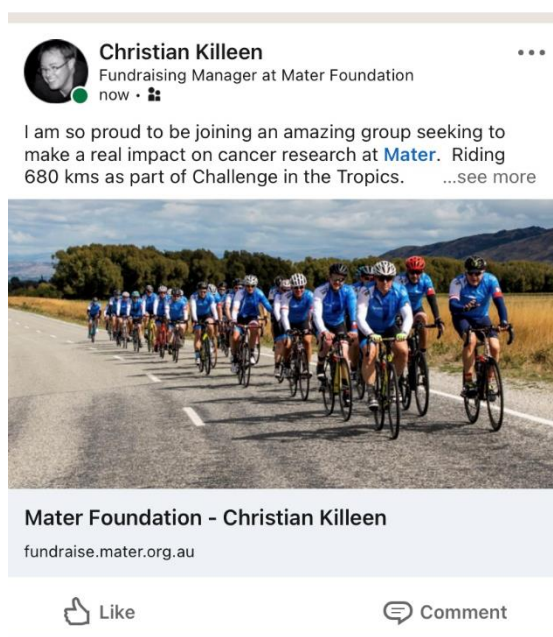 Christian Killeen
Fundraising Manager at Mater Foundation
now •
I am so proud to be joining an amazing group seeking to
make a real impact on cancer research at Mater. Riding
680 kms as part of Challenge in the Tropics. ...see more
Mater Foundation - Christian Killeen
fundraise.mater.org.au
Like Comment